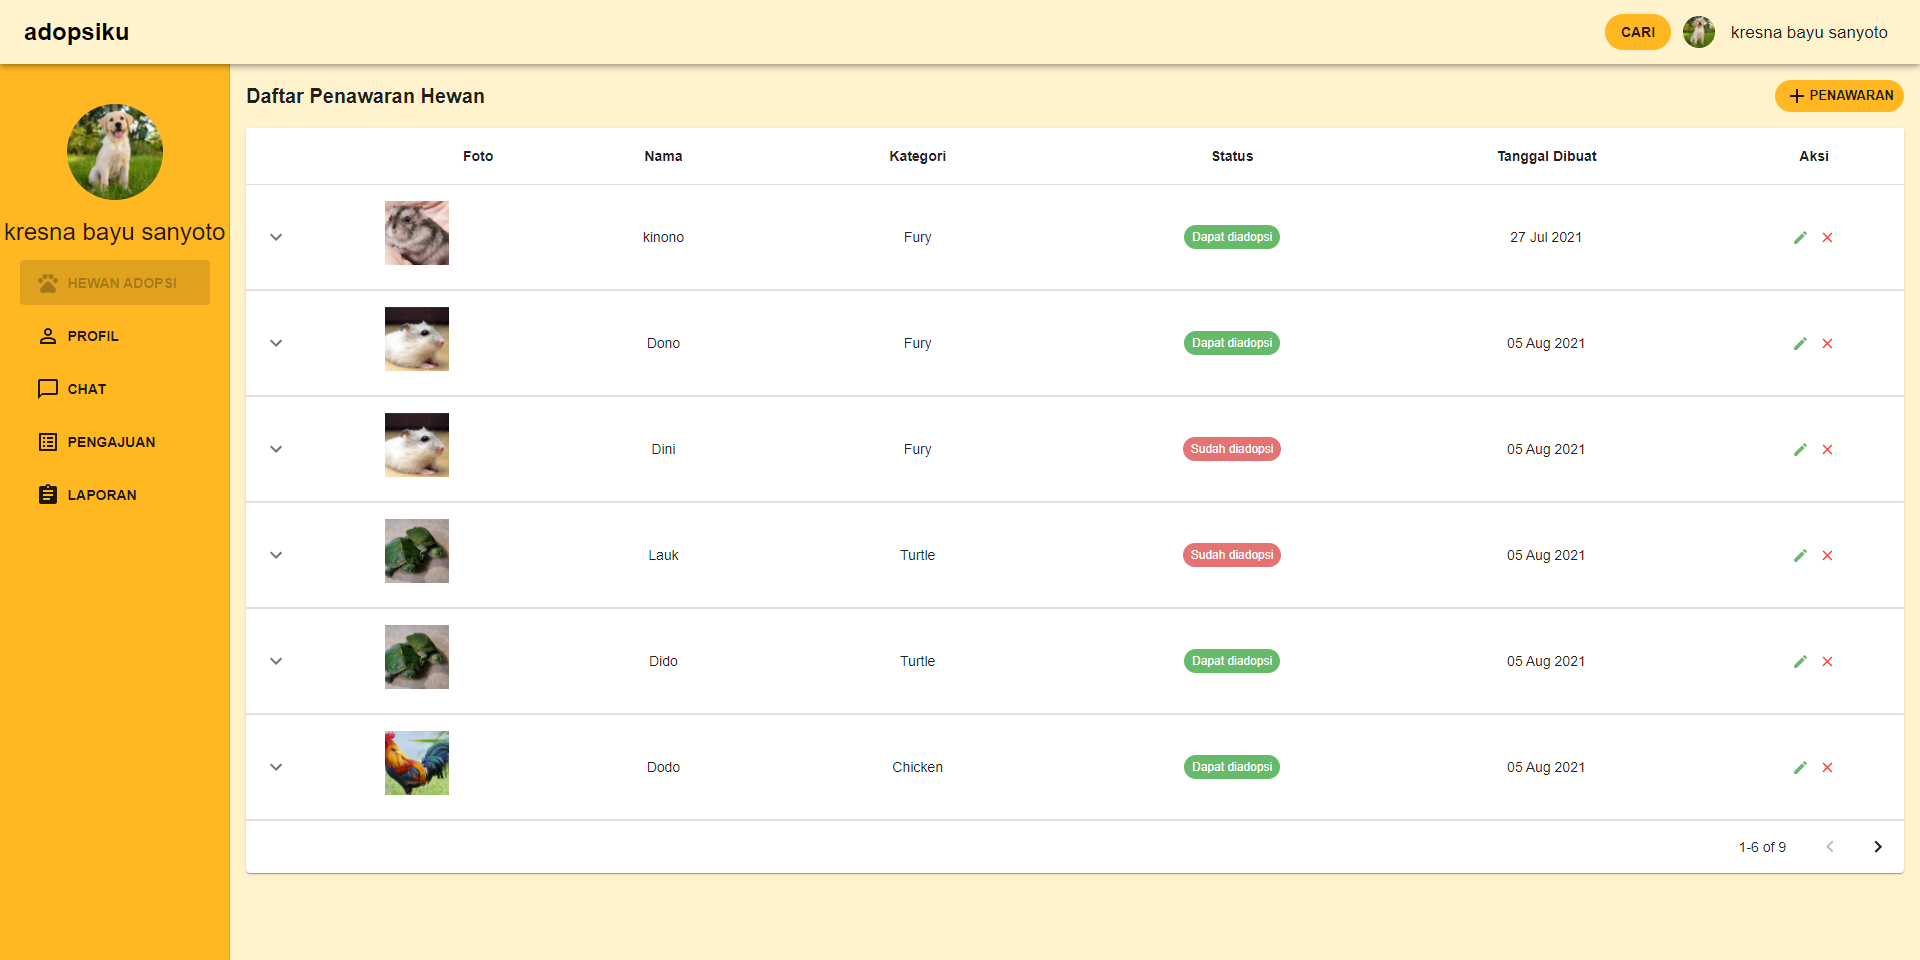 adopsiku
CARI
kresna bayu sanyoto
kresna bayu sanyoto
HEWAN ADOPSI
PROFIL
CHAT
PENGAJUAN
LAPORAN
Daftar Penawaran Hewan
PENAWARAN
Foto Nama Kategori Status Tanggal Dibuat Aksi
kinono Fury Dapat diadopsi 27 Jul 2021
Dono Fury Dapat diadopsi 05 Aug 2021
Dini Fury Sudah diadopsi 05 Aug 2021
Lauk Turtle Sudah diadopsi 05 Aug 2021
Dido Turtle Dapat diadopsi 05 Aug 2021
Dodo Chicken Dapat diadopsi 05 Aug 2021
1-6 of 9